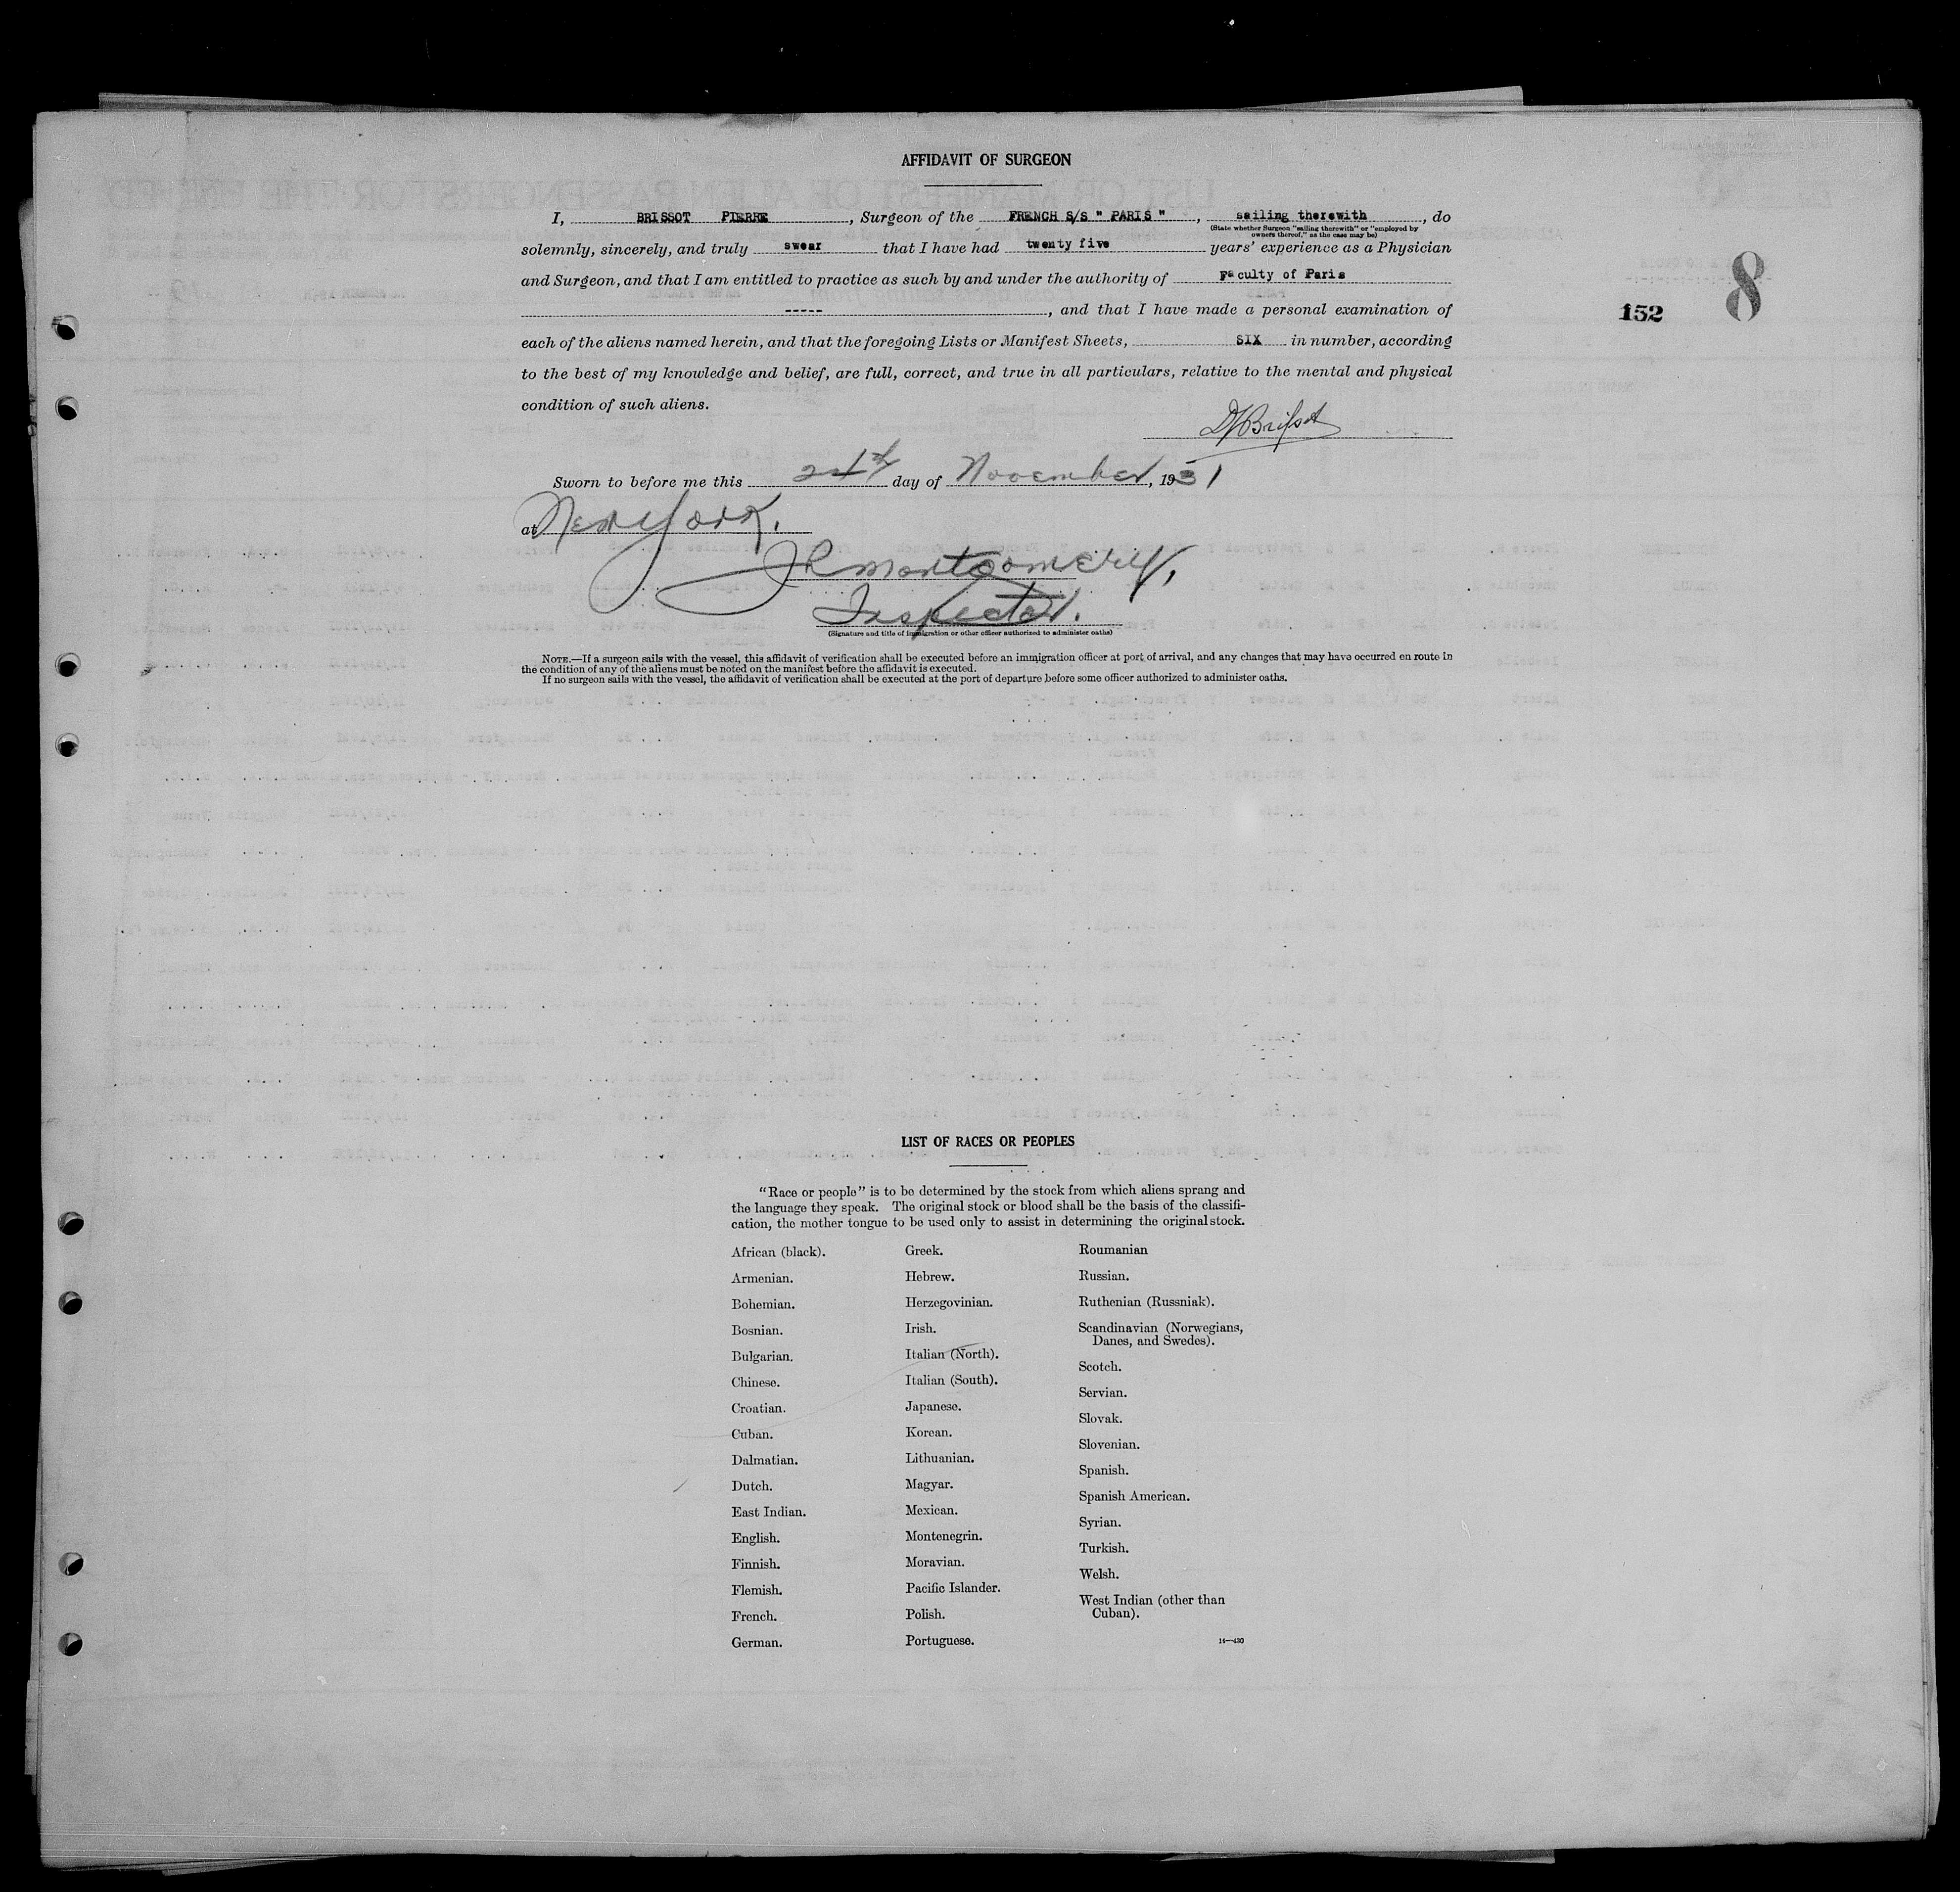 AFFIDAVIT OF SURGEON
I, BRISSOT PIERRE, Surgeon of the FRENCH S/S " PARIS ", sailing therewith, do
(State whether Surgeon "sailing therewith" or "employed by
owners thereof," as the case may be)
solemnly, sincerely, and truly swear that I have had twenty five years' experience as a Physician
and Surgeon, and that I am entitled to practice as such by and under the authority of Faculty of Paris
-----, and that I have made a personal examination of
152
8
each of the aliens named herein, and that the foregoing Lists or Manifest Sheets, SIX in number, according
to the best of my knowledge and belief, are full, correct, and true in all particulars, relative to the mental and physical
condition of such aliens.
Sworn to before me this 24th day of November, 1931
at New York.
JR Montgomery,
Inspector.
(Signature and title of immigration or other officer authorized to administer oaths)
NOTE.—If a surgeon sails with the vessel, this affidavit of verification shall be executed before an immigration officer at port of arrival, and any changes that may have occurred en route in
the condition of any of the aliens must be noted on the manifest before the affidavit is executed.
If no surgeon sails with the vessel, the affidavit of verification shall be executed at the port of departure before some officer authorized to administer oaths.
LIST OF RACES OR PEOPLES
"Race or people" is to be determined by the stock from which aliens sprang and
the language they speak. The original stock or blood shall be the basis of the classifi-
cation, the mother tongue to be used only to assist in determining the original stock.
African (black).
Armenian.
Bohemian.
Bosnian.
Bulgarian.
Chinese.
Croatian.
Cuban.
Dalmatian.
Dutch.
East Indian.
English.
Finnish.
Flemish.
French.
German.
Greek.
Hebrew.
Herzegovinian.
Irish.
Italian (North).
Italian (South).
Japanese.
Korean.
Lithuanian.
Magyar.
Mexican.
Montenegrin.
Moravian.
Pacific Islander.
Polish.
Portuguese.
Roumanian
Russian.
Ruthenian (Russniak).
Scandinavian (Norwegians,
Danes, and Swedes).
Scotch.
Servian.
Slovak.
Slovenian.
Spanish.
Spanish American.
Syrian.
Turkish.
Welsh.
West Indian (other than
Cuban).
14—430